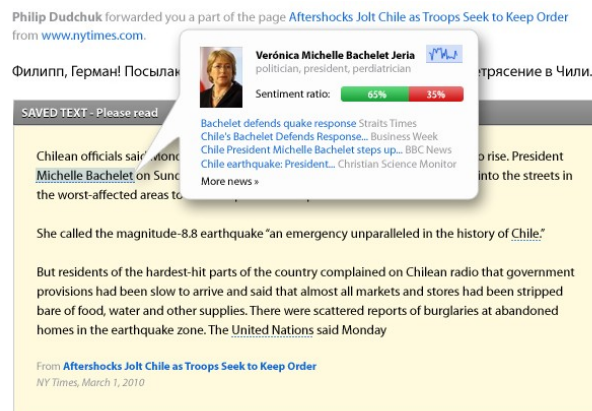 Philip Dudchuk forwarded you a part of the page Aftershocks Jolt Chile as Troops Seek to Keep Order
from www.nytimes.com.
Филипп, Герман! Посылаю
етрясение в Чили.
Verónica Michelle Bachelet Jeria
politician, president, perdiatrician
Sentiment ratio: 65% 35%
Bachelet defends quake response Straits Times
Chile's Bachelet Defends Response... Business Week
Chile President Michelle Bachelet steps up... BBC News
Chile earthquake: President... Christian Science Monitor
More news »
SAVED TEXT - Please read
Chilean officials said Mond o rise. President
Michelle Bachelet on Sund into the streets in
the worst-affected areas to
She called the magnitude-8.8 earthquake "an emergency unparalleled in the history of Chile."
But residents of the hardest-hit parts of the country complained on Chilean radio that government
provisions had been slow to arrive and said that almost all markets and stores had been stripped
bare of food, water and other supplies. There were scattered reports of burglaries at abandoned
homes in the earthquake zone. The United Nations said Monday
From Aftershocks Jolt Chile as Troops Seek to Keep Order
NY Times, March 1, 2010